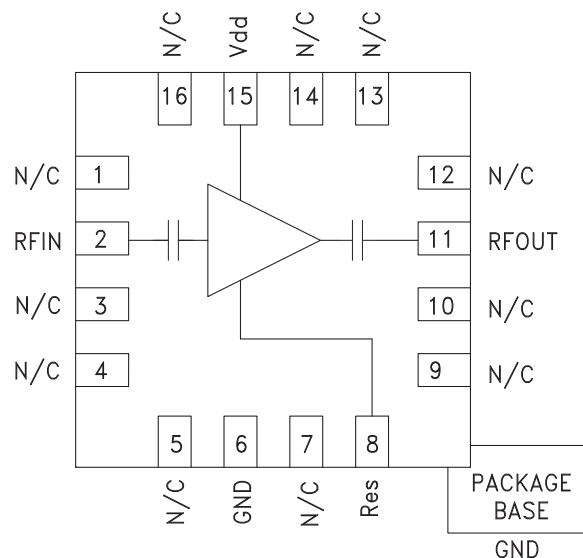 N/C Vdd N/C N/C
16 15 14 13
N/C 1 12 N/C
RFIN 2 11 RFOUT
N/C 3 10 N/C
N/C 4 9 N/C
5 6 7 8
N/C GND N/C Res
PACKAGE
BASE
GND